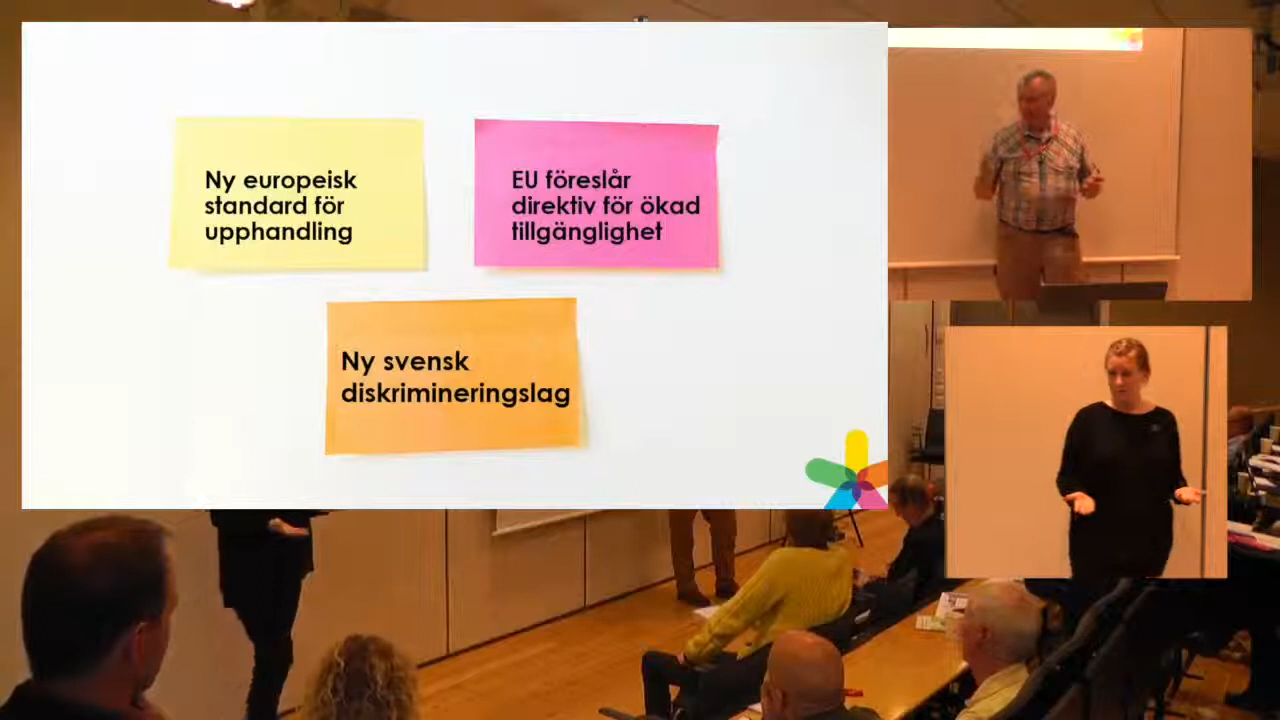 Ny europeisk
standard för
upphandling
EU föreslår
direktiv för ökad
tillgänglighet
Ny svensk
diskrimineringslag